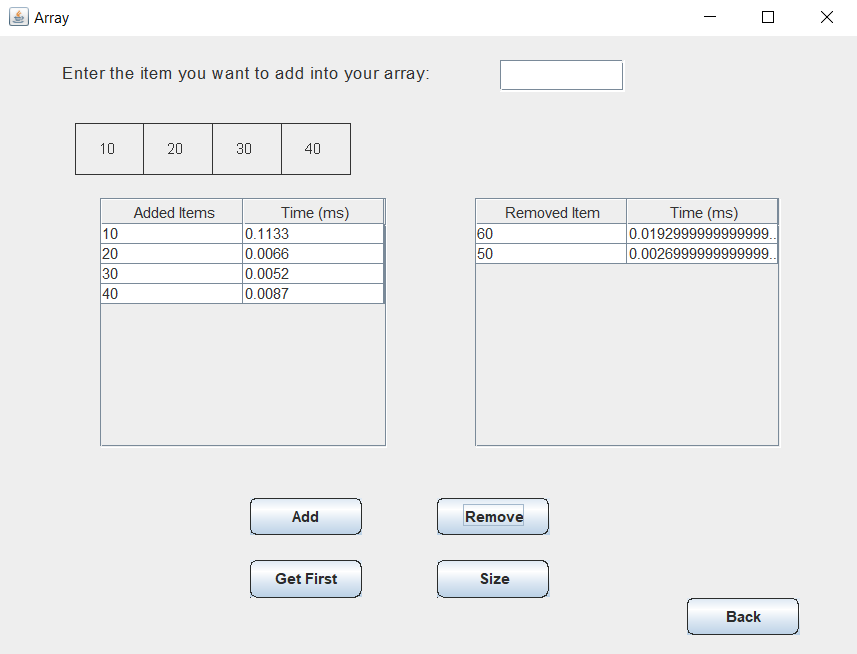 Array
Enter the item you want to add into your array:
10 20 30 40
Added Items Time (ms)
10 0.1133
20 0.0066
30 0.0052
40 0.0087
Removed Item Time (ms)
60 0.0192999999999999...
50 0.0026999999999999...
Add Remove
Get First Size
Back